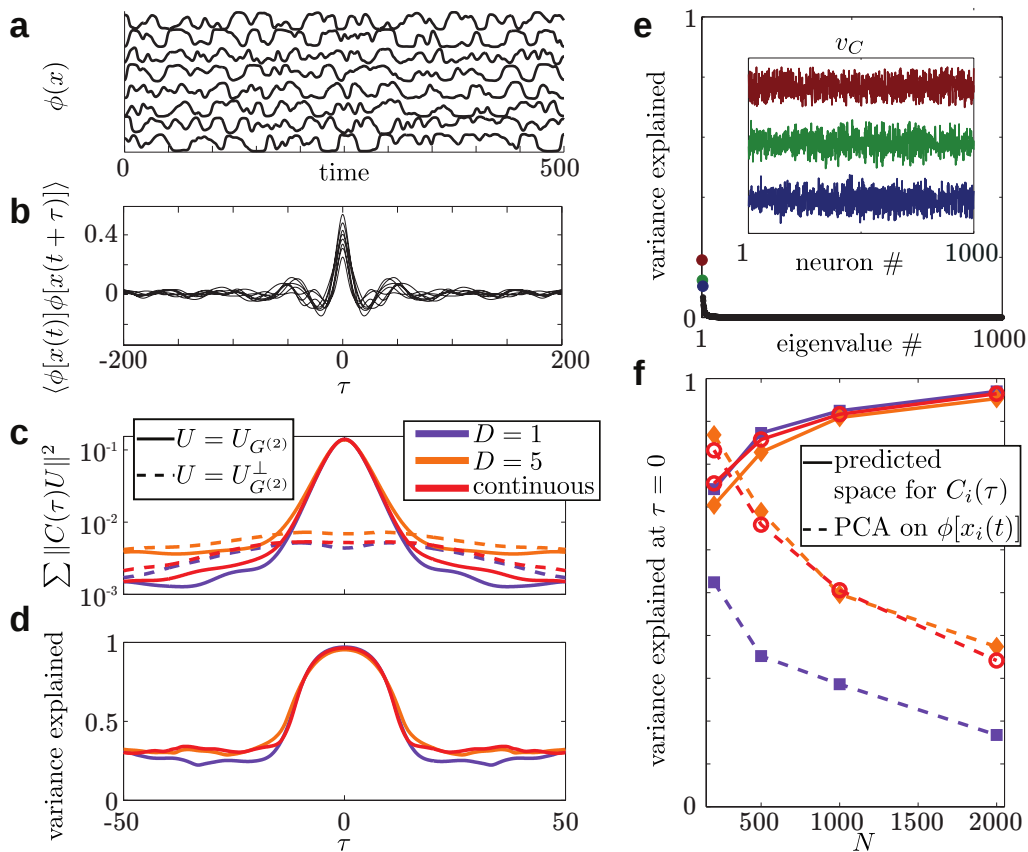 a
ϕ(x)
0
time
500
b
⟨ϕ[x(t)]ϕ[x(t + τ)]⟩
0.4
0
-200
0
200
τ
c
∑ ||C(τ)U||²
10⁻¹
10⁻²
10⁻³
U = U_{G⁽²⁾}
U = U^⊥_{G⁽²⁾}
D = 1
D = 5
continuous
d
variance explained
1
0.5
0
-50
0
50
τ
e
variance explained
1
0
v_C
1
1000
neuron #
1
1000
eigenvalue #
f
variance explained at τ = 0
1
0
predicted
space for C_i(τ)
PCA on ϕ[x_i(t)]
500
1000
1500
2000
N